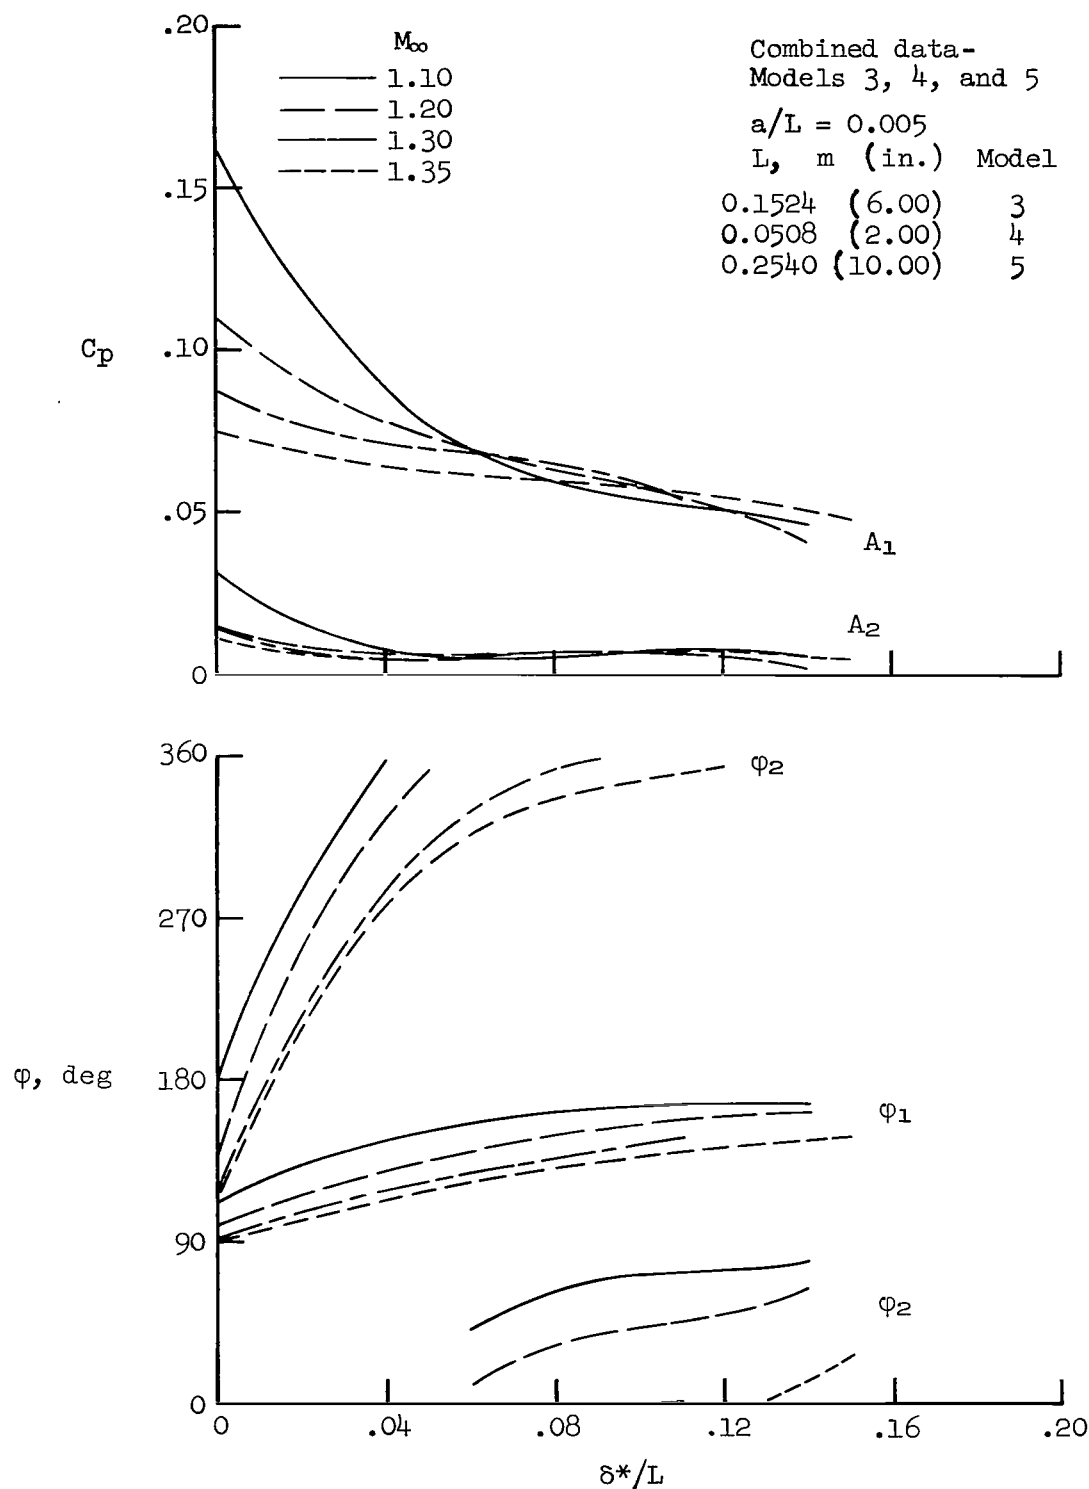 .20
.15
.10
.05
0
Cp
M∞
1.10
1.20
1.30
1.35
Combined data-
Models 3, 4, and 5
a/L = 0.005
L, m (in.) Model
0.1524 (6.00) 3
0.0508 (2.00) 4
0.2540 (10.00) 5
A1
A2
360
270
180
90
0
φ, deg
φ2
φ1
φ2
0 .04 .08 .12 .16 .20
δ*/L